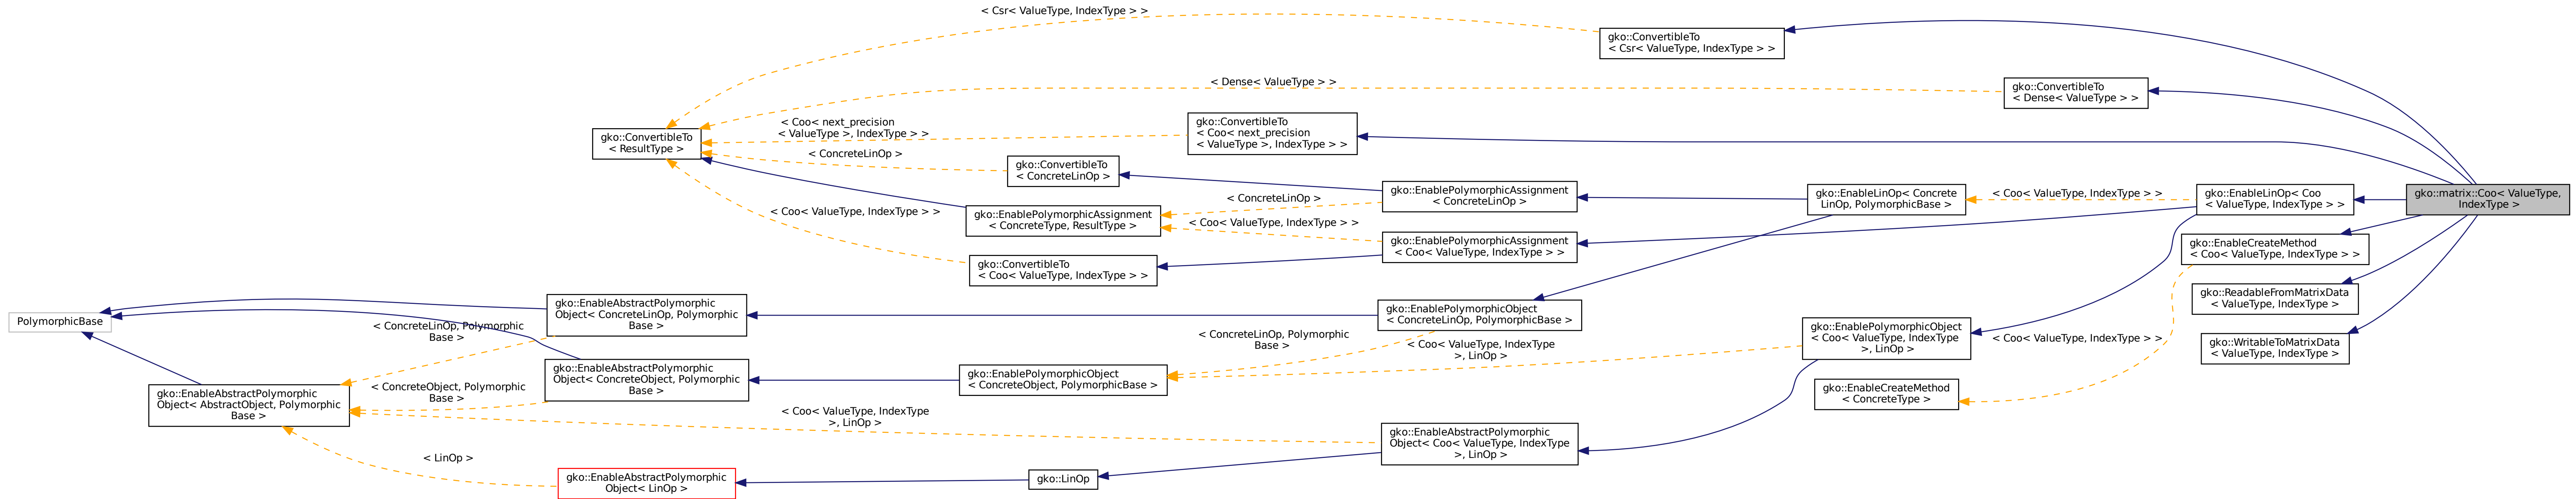 < Csr< ValueType, IndexType > >
gko::ConvertibleTo
< Csr< ValueType, IndexType > >
< Dense< ValueType > >
gko::ConvertibleTo
< Dense< ValueType > >
gko::ConvertibleTo
< ResultType >
< Coo< next_precision
< ValueType >, IndexType > >
gko::ConvertibleTo
< Coo< next_precision
< ValueType >, IndexType > >
< ConcreteLinOp >
gko::ConvertibleTo
< ConcreteLinOp >
gko::EnablePolymorphicAssignment
< ConcreteLinOp >
gko::EnableLinOp< Concrete
LinOp, PolymorphicBase >
< Coo< ValueType, IndexType > >
gko::EnableLinOp< Coo
< ValueType, IndexType > >
gko::matrix::Coo< ValueType,
IndexType >
< ConcreteLinOp >
< Coo< ValueType, IndexType > >
gko::EnablePolymorphicAssignment
< ConcreteType, ResultType >
< Coo< ValueType, IndexType > >
gko::EnablePolymorphicAssignment
< Coo< ValueType, IndexType > >
gko::EnableCreateMethod
< Coo< ValueType, IndexType > >
gko::ConvertibleTo
< Coo< ValueType, IndexType > >
gko::ReadableFromMatrixData
< ValueType, IndexType >
PolymorphicBase
gko::EnableAbstractPolymorphic
Object< ConcreteLinOp, Polymorphic
Base >
gko::EnablePolymorphicObject
< ConcreteLinOp, PolymorphicBase >
< ConcreteLinOp, Polymorphic
Base >
< ConcreteLinOp, Polymorphic
Base >
< Coo< ValueType, IndexType
>, LinOp >
gko::EnablePolymorphicObject
< Coo< ValueType, IndexType
>, LinOp >
< Coo< ValueType, IndexType > >
gko::WritableToMatrixData
< ValueType, IndexType >
gko::EnableAbstractPolymorphic
Object< ConcreteObject, Polymorphic
Base >
gko::EnablePolymorphicObject
< ConcreteObject, PolymorphicBase >
gko::EnableAbstractPolymorphic
Object< AbstractObject, Polymorphic
Base >
< ConcreteObject, Polymorphic
Base >
gko::EnableCreateMethod
< ConcreteType >
< Coo< ValueType, IndexType
>, LinOp >
gko::EnableAbstractPolymorphic
Object< Coo< ValueType, IndexType
>, LinOp >
< LinOp >
gko::EnableAbstractPolymorphic
Object< LinOp >
gko::LinOp